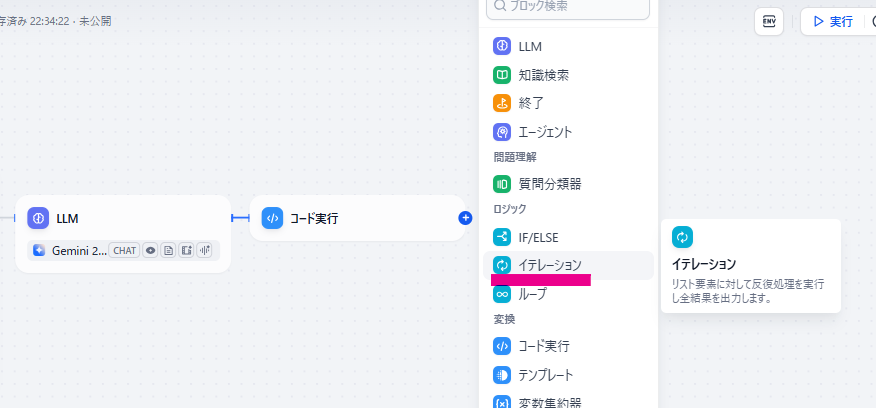 存済み 22:34:22 · 未公開
ブロック検索
ENV
実行
LLM
知識検索
終了
エージェント
問題理解
質問分類器
ロジック
IF/ELSE
イテレーション
ループ
変換
コード実行
テンプレート
変数集約器
LLM
Gemini 2...
CHAT
コード実行
イテレーション
リスト要素に対して反復処理を実行
し全結果を出力します。